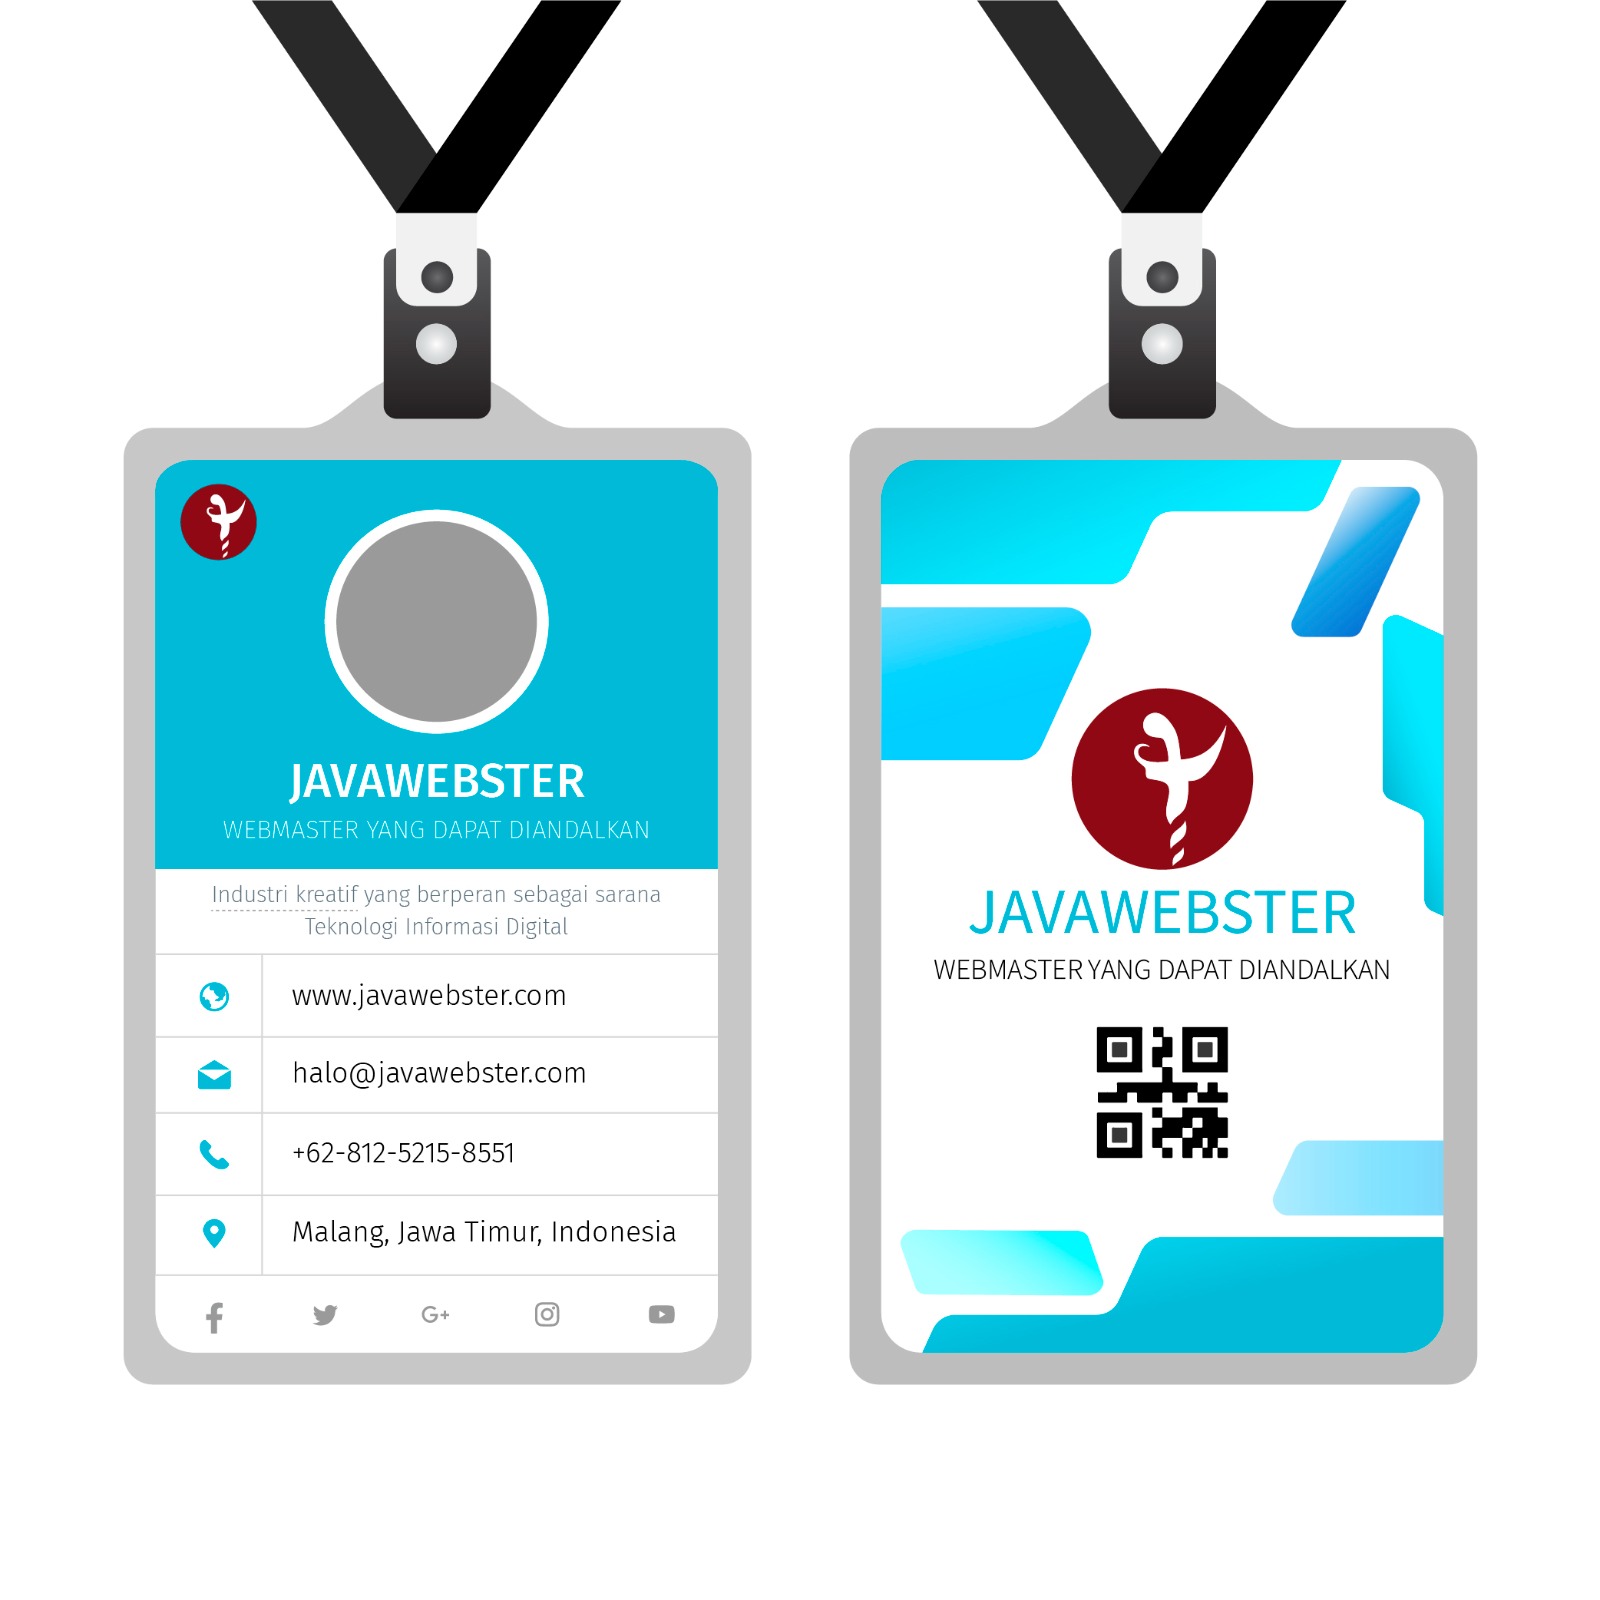 JAVAWEBSTER
WEBMASTER YANG DAPAT DIANDALKAN
Industri kreatif yang berperan sebagai sarana
Teknologi Informasi Digital
www.javawebster.com
halo@javawebster.com
+62-812-5215-8551
Malang, Jawa Timur, Indonesia
G+
JAVAWEBSTER
WEBMASTER YANG DAPAT DIANDALKAN